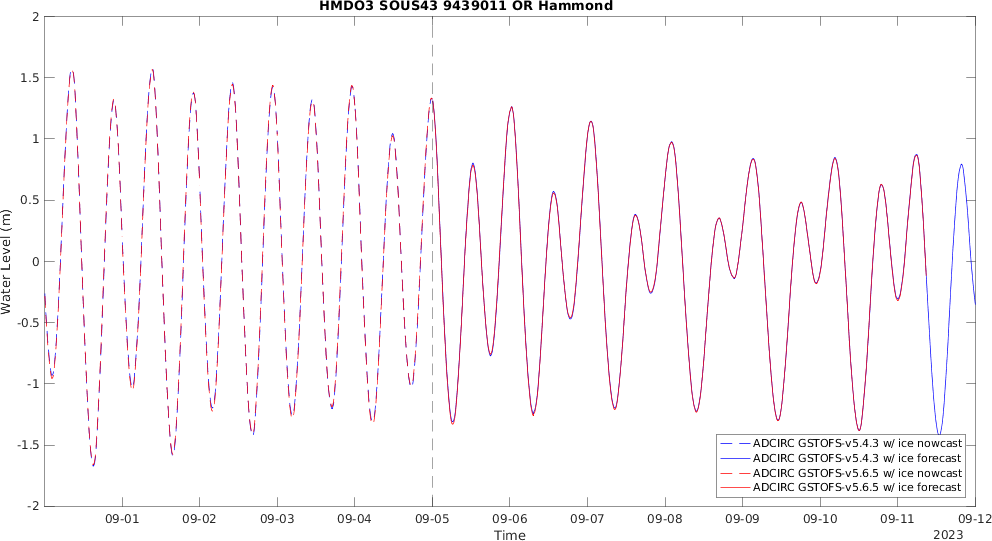 HMDO3 SOUS43 9439011 OR Hammond
2
1.5
1
0.5
0
-0.5
-1
-1.5
-2
Water Level (m)
ADCIRC GSTOFS-v5.4.3 w/ ice nowcast
ADCIRC GSTOFS-v5.4.3 w/ ice forecast
ADCIRC GSTOFS-v5.6.5 w/ ice nowcast
ADCIRC GSTOFS-v5.6.5 w/ ice forecast
09-01 09-02 09-03 09-04 09-05 09-06 09-07 09-08 09-09 09-10 09-11 09-12
Time
2023